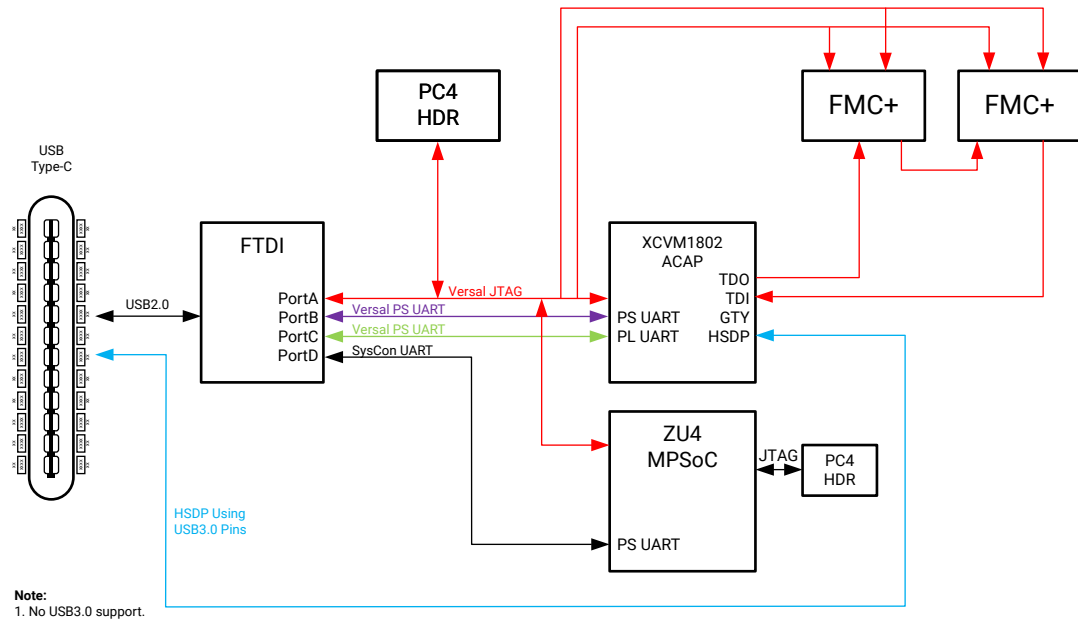 PC4
HDR
FMC+
FMC+
USB
Type-C
FTDI
XCVM1802
ACAP
TDO
TDI
GTY
HSDP
PortA
PortB
PortC
PortD
Versal JTAG
Versal PS UART
Versal PS UART
SysCon UART
PS UART
PL UART
USB2.0
ZU4
MPSoC
JTAG
PC4
HDR
PS UART
HSDP Using
USB3.0 Pins
Note:
1. No USB3.0 support.